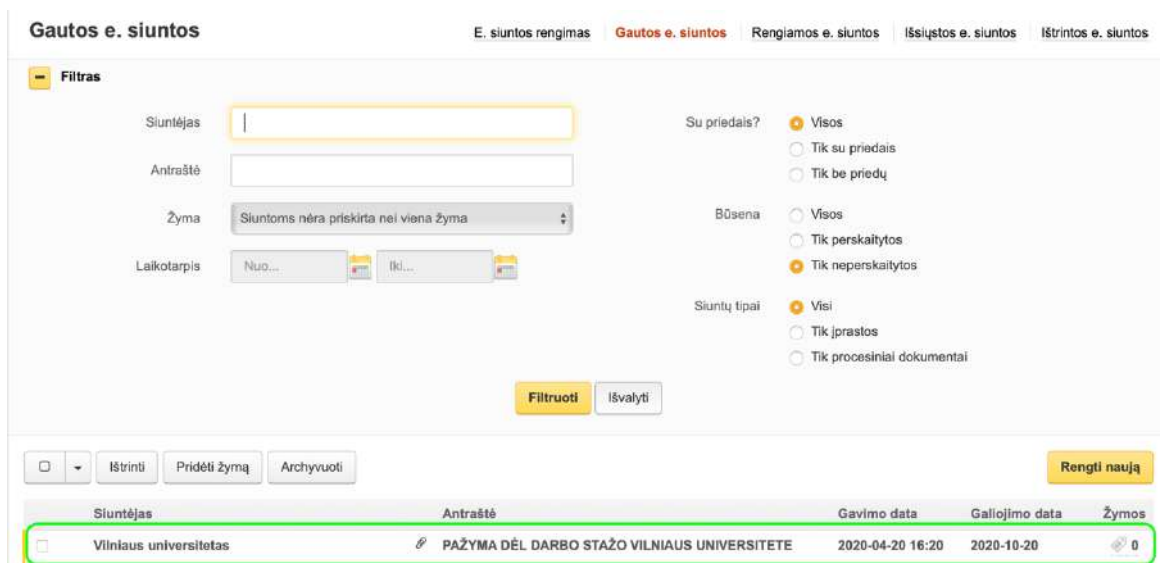 Gautos e. siuntos
E. siuntos rengimas Gautos e. siuntos Rengiamos e. siuntos Išsiųstos e. siuntos Ištrintos e. siuntos
Filtras
Siuntėjas
Antraštė
Žyma Siuntoms nėra priskirta nei viena žyma
Laikotarpis Nuo... Iki...
Su priedais? Visos
Tik su priedais
Tik be priedų
Būsena Visos
Tik perskaitytos
Tik neperskaitytos
Siuntų tipai Visi
Tik įprastos
Tik procesiniai dokumentai
Filtruoti Išvalyti
Ištrinti Pridėti žymą Archyvuoti Rengti naują
Siuntėjas Antraštė Gavimo data Galiojimo data Žymos
Vilniaus universitetas PAŽYMA DĖL DARBO STAŽO VILNIAUS UNIVERSITETE 2020-04-20 16:20 2020-10-20 0